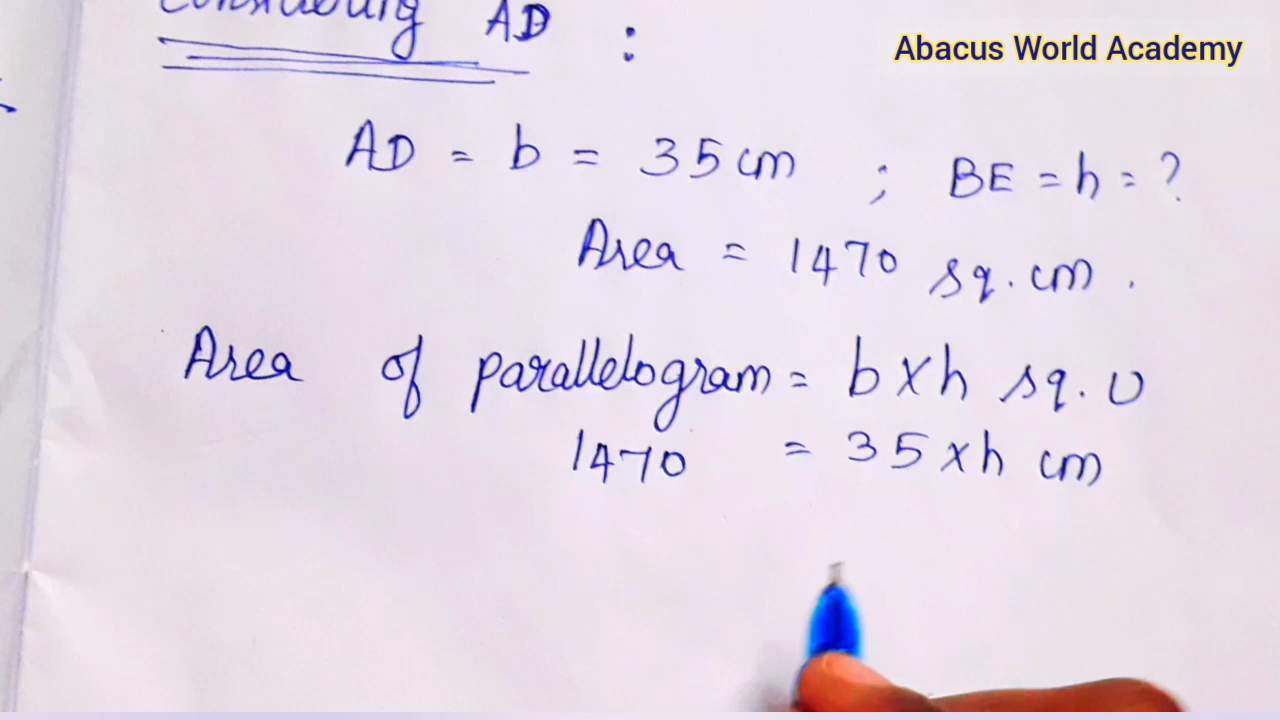 Abacus World Academy
Considering AD :
AD = b = 35 cm ; BE = h = ?
Area = 1470 sq. cm.
Area of parallelogram = b x h sq. U
1470 = 35 x h cm